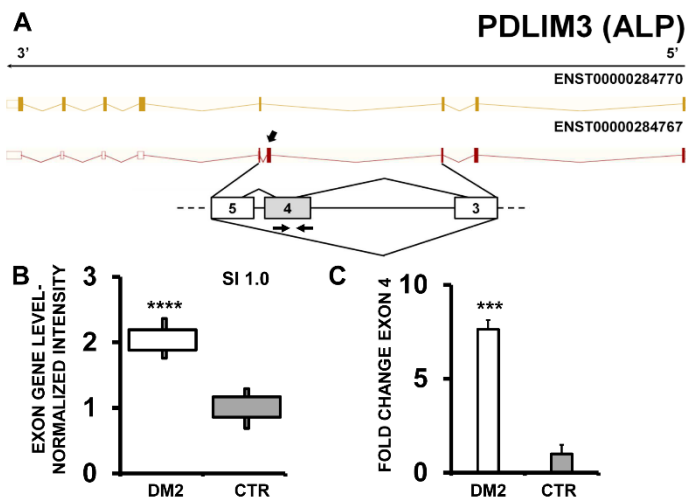 A
PDLIM3 (ALP)
3’ 5’
ENST00000284770
ENST00000284767
5 4 3
B
SI 1.0
EXON GENE LEVEL-
NORMALIZED INTENSITY
3
2
1
0
****
DM2 CTR
C
FOLD CHANGE EXON 4
10
5
0
***
DM2 CTR